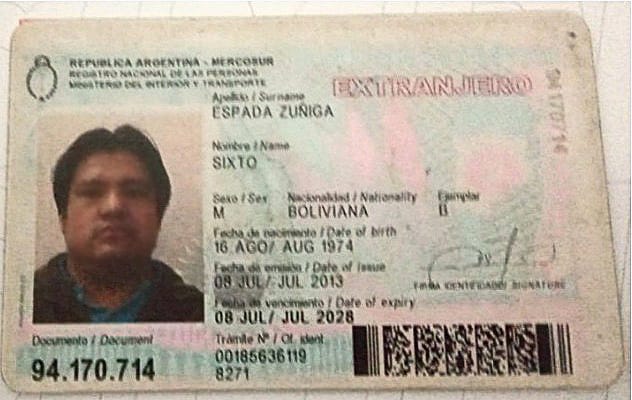 REPUBLICA ARGENTINA - MERCOSUR
REGISTRO NACIONAL DE LAS PERSONAS
MINISTERIO DEL INTERIOR Y TRANSPORTE
EXTRANJERO
Apellido / Surname
ESPADA ZUÑIGA
Nombre / Name
SIXTO
Sexo / Sex Nacionalidad / Nationality Ejemplar
M BOLIVIANA B
Fecha de nacimiento / Date of birth
16 AGO/ AUG 1974
Fecha de emisión / Date of issue
08 JUL/ JUL 2013
FIRMA IDENTIFICADO/ SIGNATURE
Fecha de vencimiento / Date of expiry
08 JUL/ JUL 2028
Documento / Document
94.170.714
Trámite Nº / Of. ident.
00185636119
8271